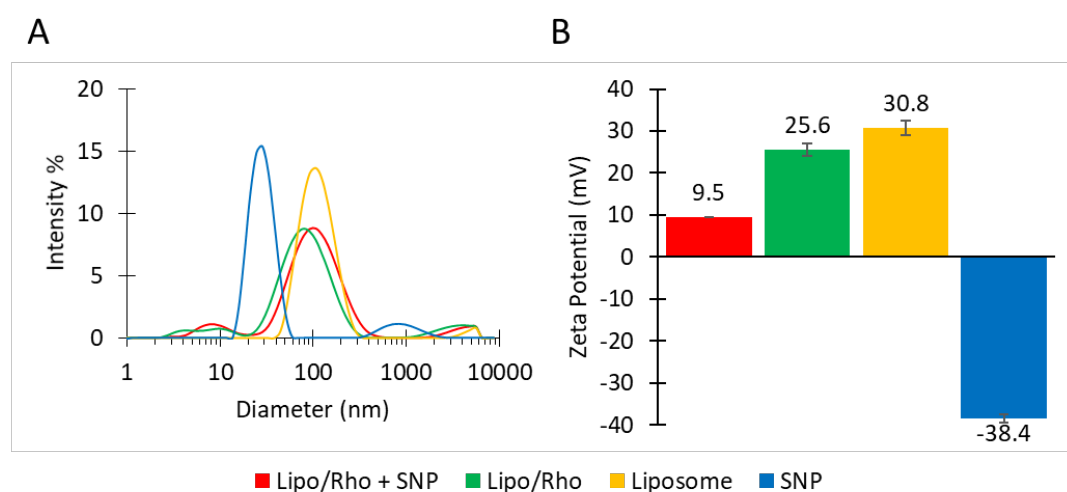 A
B
20
15
10
5
0
Intensity %
1 10 100 1000 10000
Diameter (nm)
40
30
20
10
0
-10
-20
-30
-40
Zeta Potential (mV)
9.5
25.6
30.8
-38.4
Lipo/Rho + SNP Lipo/Rho Liposome SNP